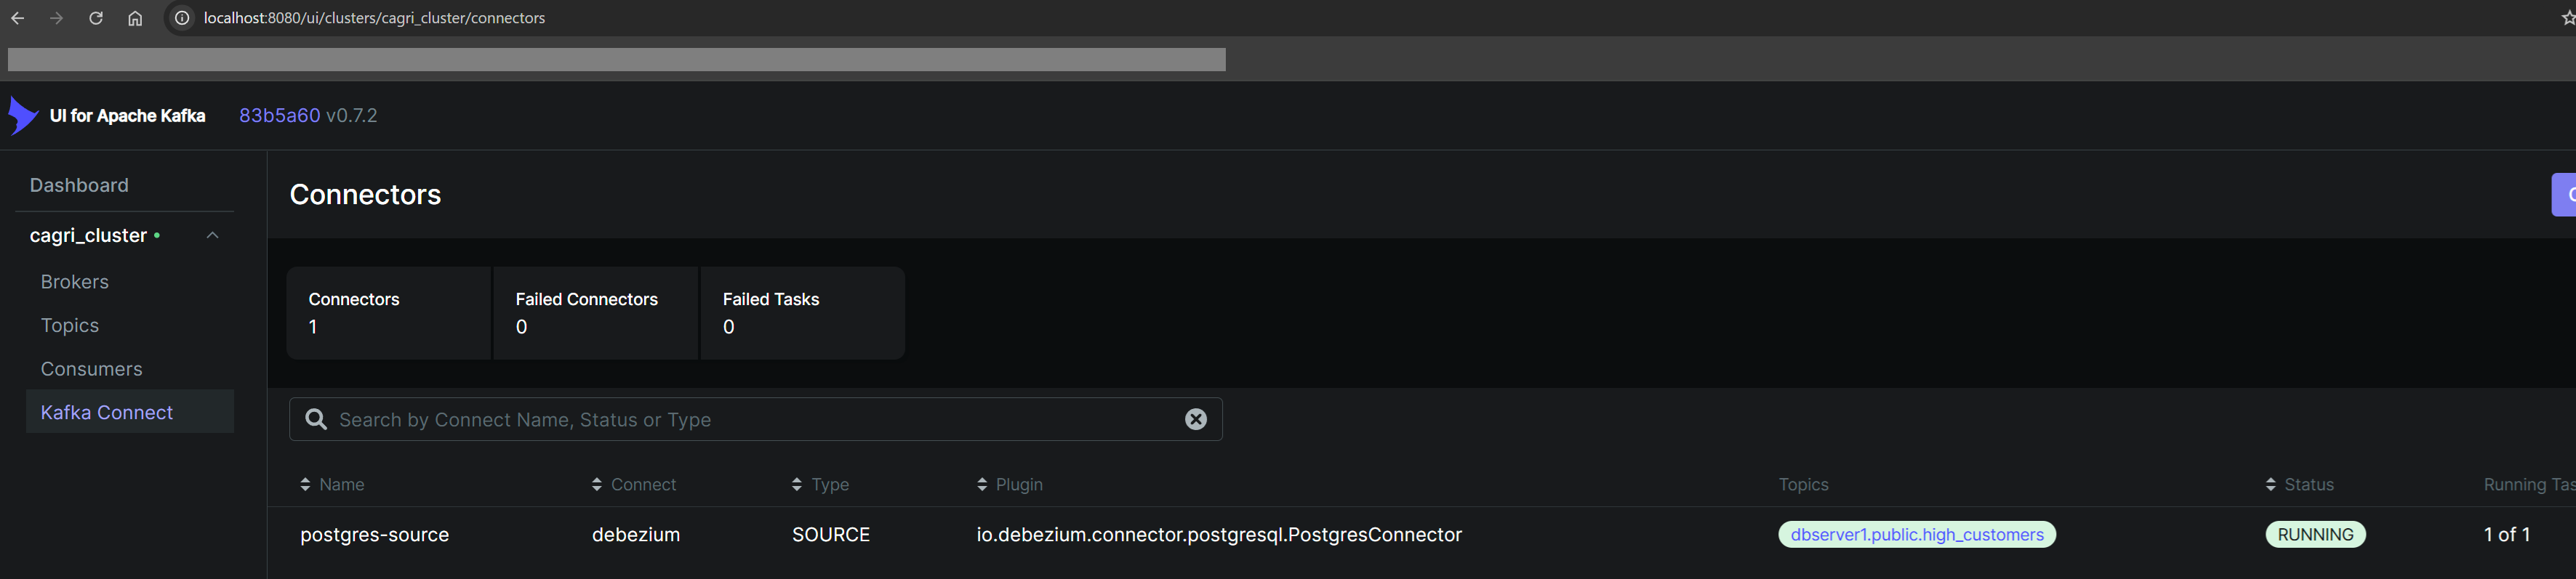 localhost:8080/ui/clusters/cagri_cluster/connectors
UI for Apache Kafka 83b5a60 v0.7.2
Dashboard
cagri_cluster
Brokers
Topics
Consumers
Kafka Connect
Connectors
Connectors Failed Connectors Failed Tasks
1 0 0
Search by Connect Name, Status or Type
Name Connect Type Plugin Topics Status Running
postgres-source debezium SOURCE io.debezium.connector.postgresql.PostgresConnector dbserver1.public.high_customers RUNNING 1 of 1